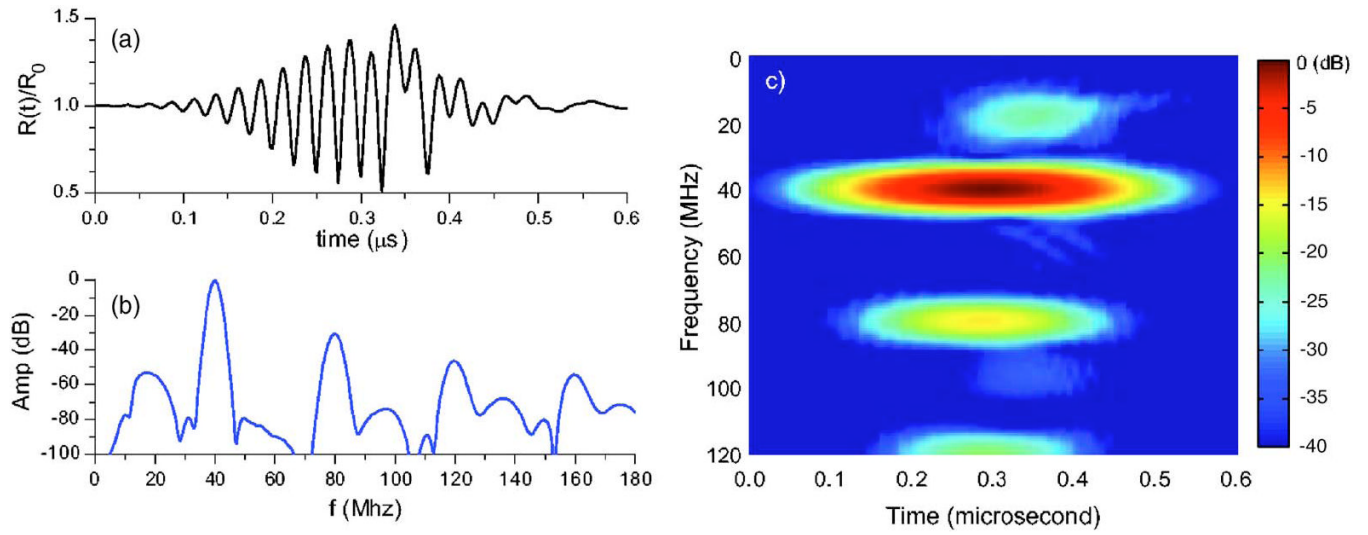 (a)
R(t)/R0
1.5
1.0
0.5
0.0 0.1 0.2 0.3 0.4 0.5 0.6
time (μs)
(b)
Amp (dB)
0
-20
-40
-60
-80
-100
0 20 40 60 80 100 120 140 160 180
f (Mhz)
c)
Frequency (MHz)
0
20
40
60
80
100
120
0.0 0.1 0.2 0.3 0.4 0.5 0.6
Time (microsecond)
0 (dB)
-5
-10
-15
-20
-25
-30
-35
-40